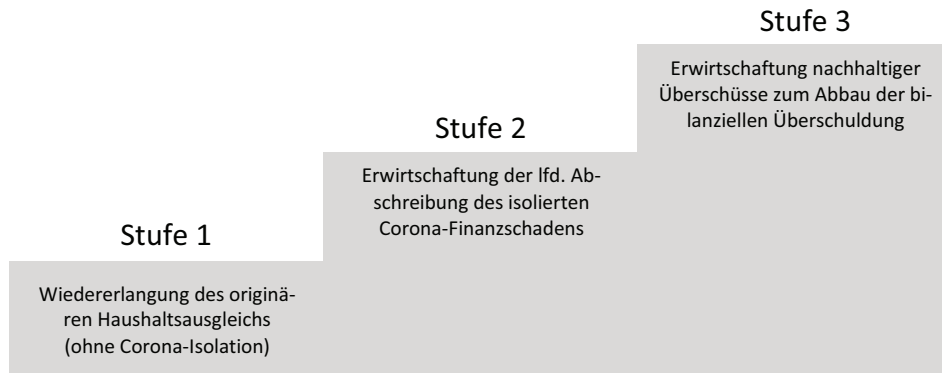 Stufe 1
Wiedererlangung des originä-
ren Haushaltsausgleichs
(ohne Corona-Isolation)
Stufe 2
Erwirtschaftung der lfd. Ab-
schreibung des isolierten
Corona-Finanzschadens
Stufe 3
Erwirtschaftung nachhaltiger
Überschüsse zum Abbau der bi-
lanziellen Überschuldung